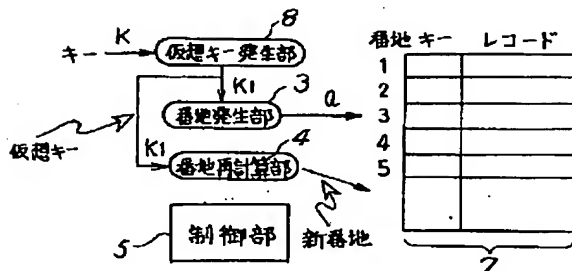 8
キー K 仮想キー発生部
K1
3
番地発生部 a
仮想キー
K1
4
番地再計算部
新番地
5 制御部
番地 キー レコード
1
2
3
4
5
2